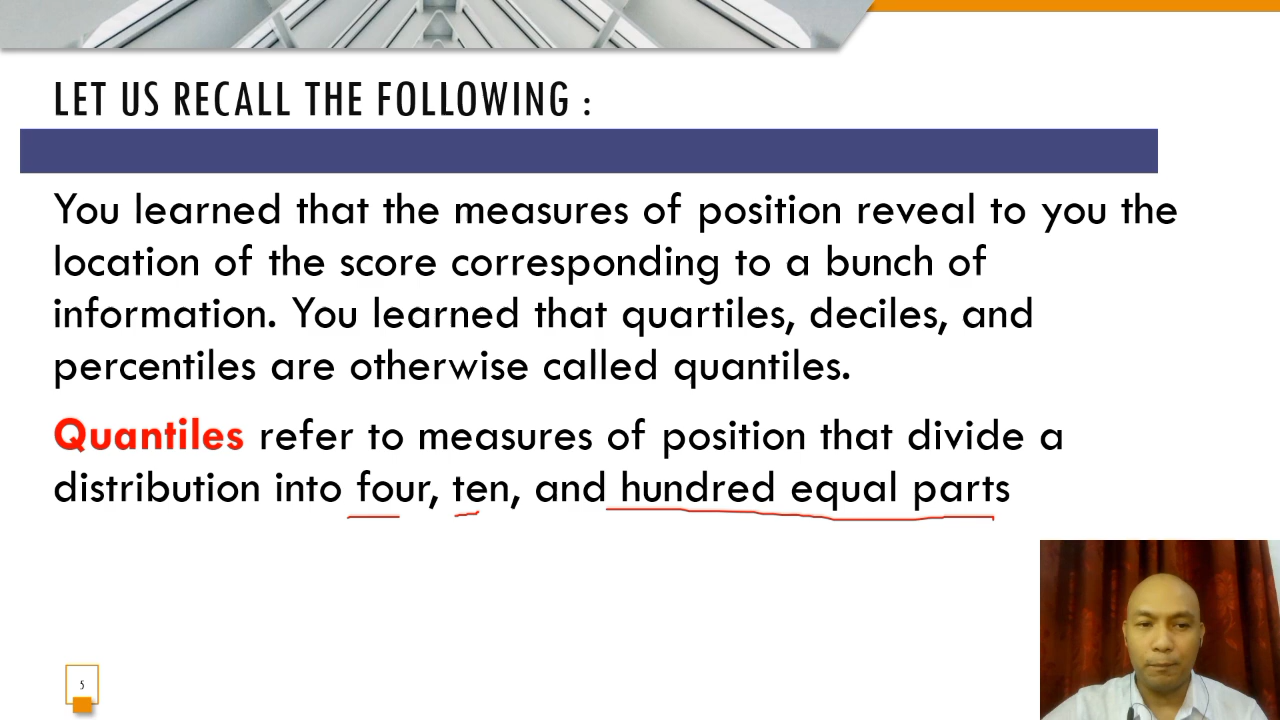 LET US RECALL THE FOLLOWING :
You learned that the measures of position reveal to you the
location of the score corresponding to a bunch of
information. You learned that quartiles, deciles, and
percentiles are otherwise called quantiles.
Quantiles refer to measures of position that divide a
distribution into four, ten, and hundred equal parts
5